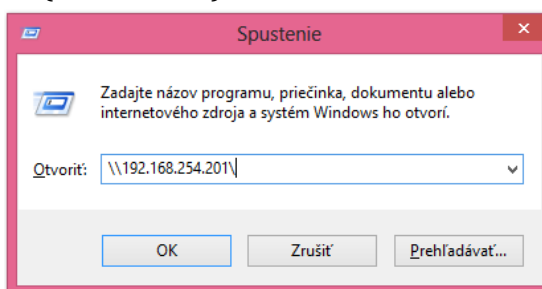 Spustenie
Zadajte názov programu, priečinka, dokumentu alebo
internetového zdroja a systém Windows ho otvorí.
Otvoriť: \\192.168.254.201\
OK Zrušiť Prehľadávať...